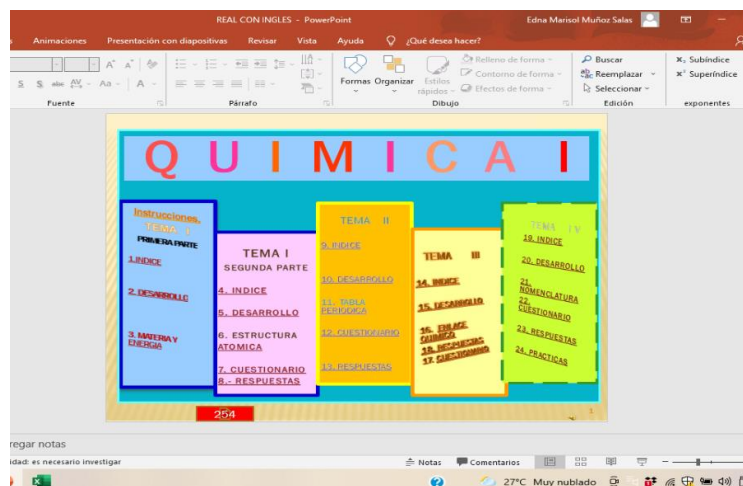 REAL CON INGLES - PowerPoint
Edna Marisol Muñoz Salas
Animaciones Presentación con diapositivas Revisar Vista Ayuda ¿Qué desea hacer?
Formas Organizar Estilos rápidos
Relleno de forma
Contorno de forma
Efectos de forma
Buscar
Reemplazar
Seleccionar
Subíndice
Superíndice
Fuente Párrafo Dibujo Edición exponentes
QUIMICA I
Instrucciones.
TEMA I
PRIMERA PARTE
1.INDICE
2. DESARROLLO
3. MATERIA Y
ENERGIA
TEMA I
SEGUNDA PARTE
4. INDICE
5. DESARROLLO
6. ESTRUCTURA
ATOMICA
7. CUESTIONARIO
8.- RESPUESTAS
TEMA II
9. INDICE
10. DESARROLLO
11. TABLA
PERIODICA
12. CUESTIONARIO
13. RESPUESTAS
TEMA III
14. INDICE
15. DESARROLLO
16. ENLACE
QUIMICO
18. RESPUESTAS
17. CUESTIONARIO
TEMA IV
19. INDICE
20. DESARROLLO
21.
NOMENCLATURA
22.
CUESTIONARIO
23. RESPUESTAS
24. PRACTICAS
254
1
regar notas
idad: es necesario investigar
Notas Comentarios
27°C Muy nublado